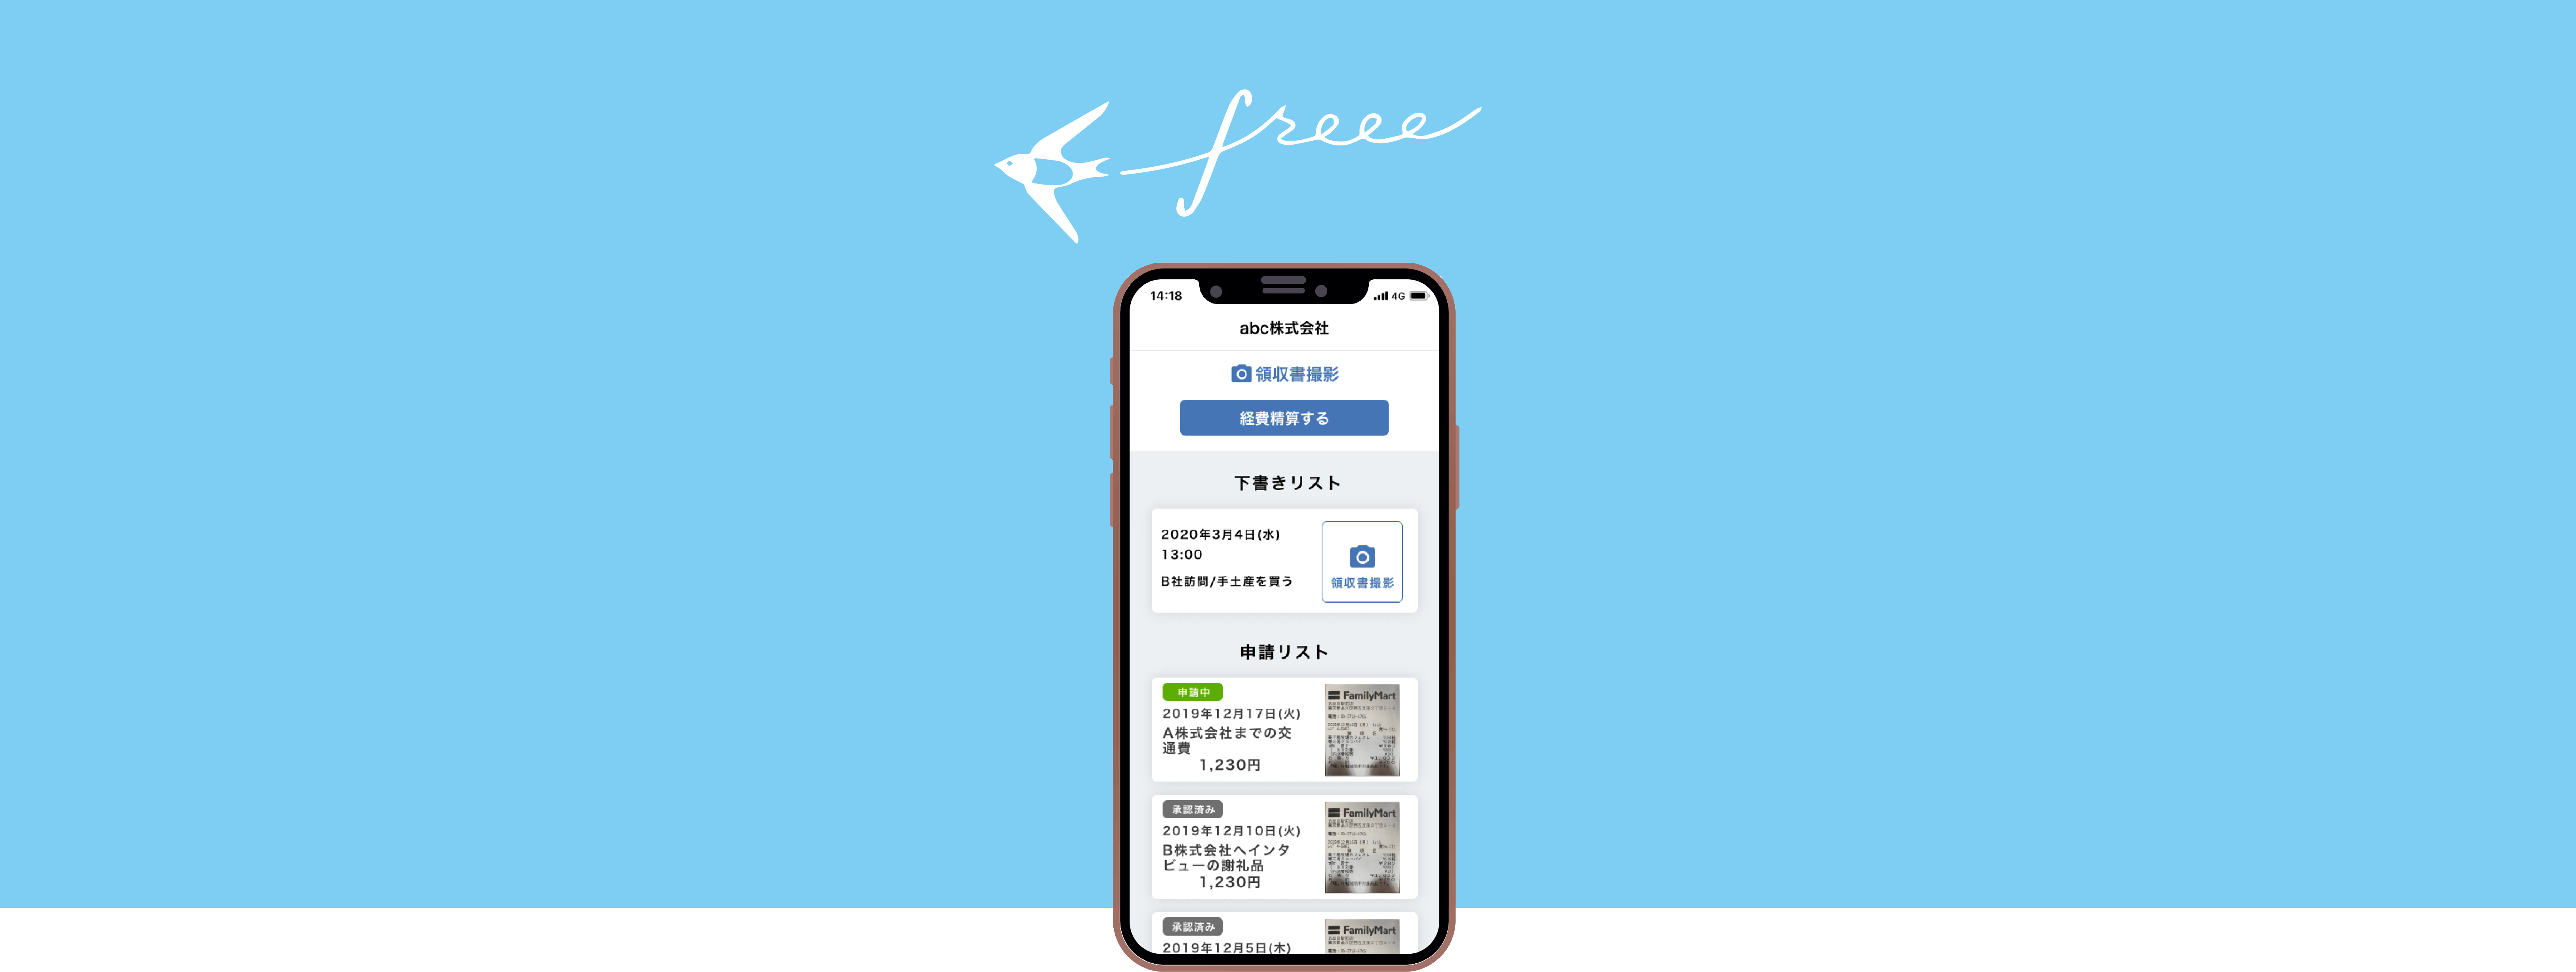 freee
14:18
4G
abc株式会社
領収書撮影
経費精算する
下書きリスト
2020年3月4日(水)
13:00
B社訪問/手土産を買う
領収書撮影
申請リスト
申請中
2019年12月17日(火)
A株式会社までの交
通費
1,230円
FamilyMart
承認済み
2019年12月10日(火)
B株式会社へインタ
ビューの謝礼品
1,230円
FamilyMart
承認済み
2019年12月5日(木)
FamilyMart